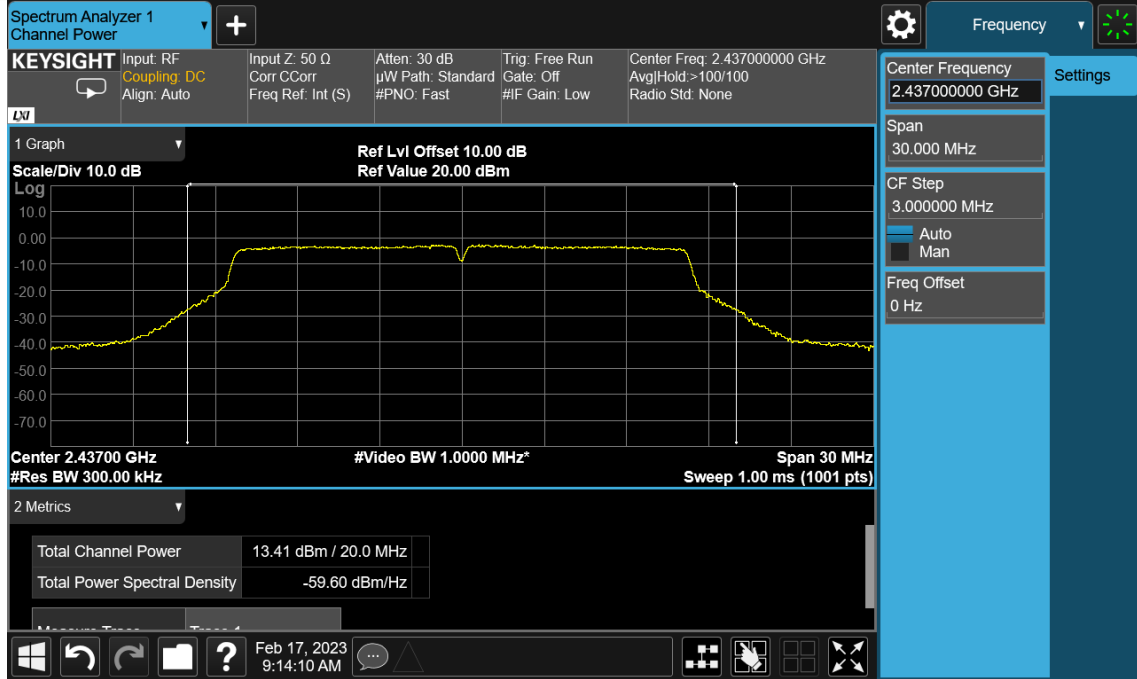 Spectrum Analyzer 1
Channel Power
Frequency
KEYSIGHT
LXI
Input: RF
Coupling: DC
Align: Auto
Input Z: 50 Ω
Corr CCorr
Freq Ref: Int (S)
Atten: 30 dB
µW Path: Standard
#PNO: Fast
Trig: Free Run
Gate: Off
#IF Gain: Low
Center Freq: 2.437000000 GHz
Avg|Hold:>100/100
Radio Std: None
Center Frequency
2.437000000 GHz
Settings
Span
30.000 MHz
CF Step
3.000000 MHz
Auto
Man
Freq Offset
0 Hz
1 Graph
Scale/Div 10.0 dB
Ref Lvl Offset 10.00 dB
Ref Value 20.00 dBm
Log
10.0
0.00
-10.0
-20.0
-30.0
-40.0
-50.0
-60.0
-70.0
Center 2.43700 GHz
#Res BW 300.00 kHz
#Video BW 1.0000 MHz*
Span 30 MHz
Sweep 1.00 ms (1001 pts)
2 Metrics
Total Channel Power 13.41 dBm / 20.0 MHz
Total Power Spectral Density -59.60 dBm/Hz
Measure Trace Trace 1
?
Feb 17, 2023
9:14:10 AM